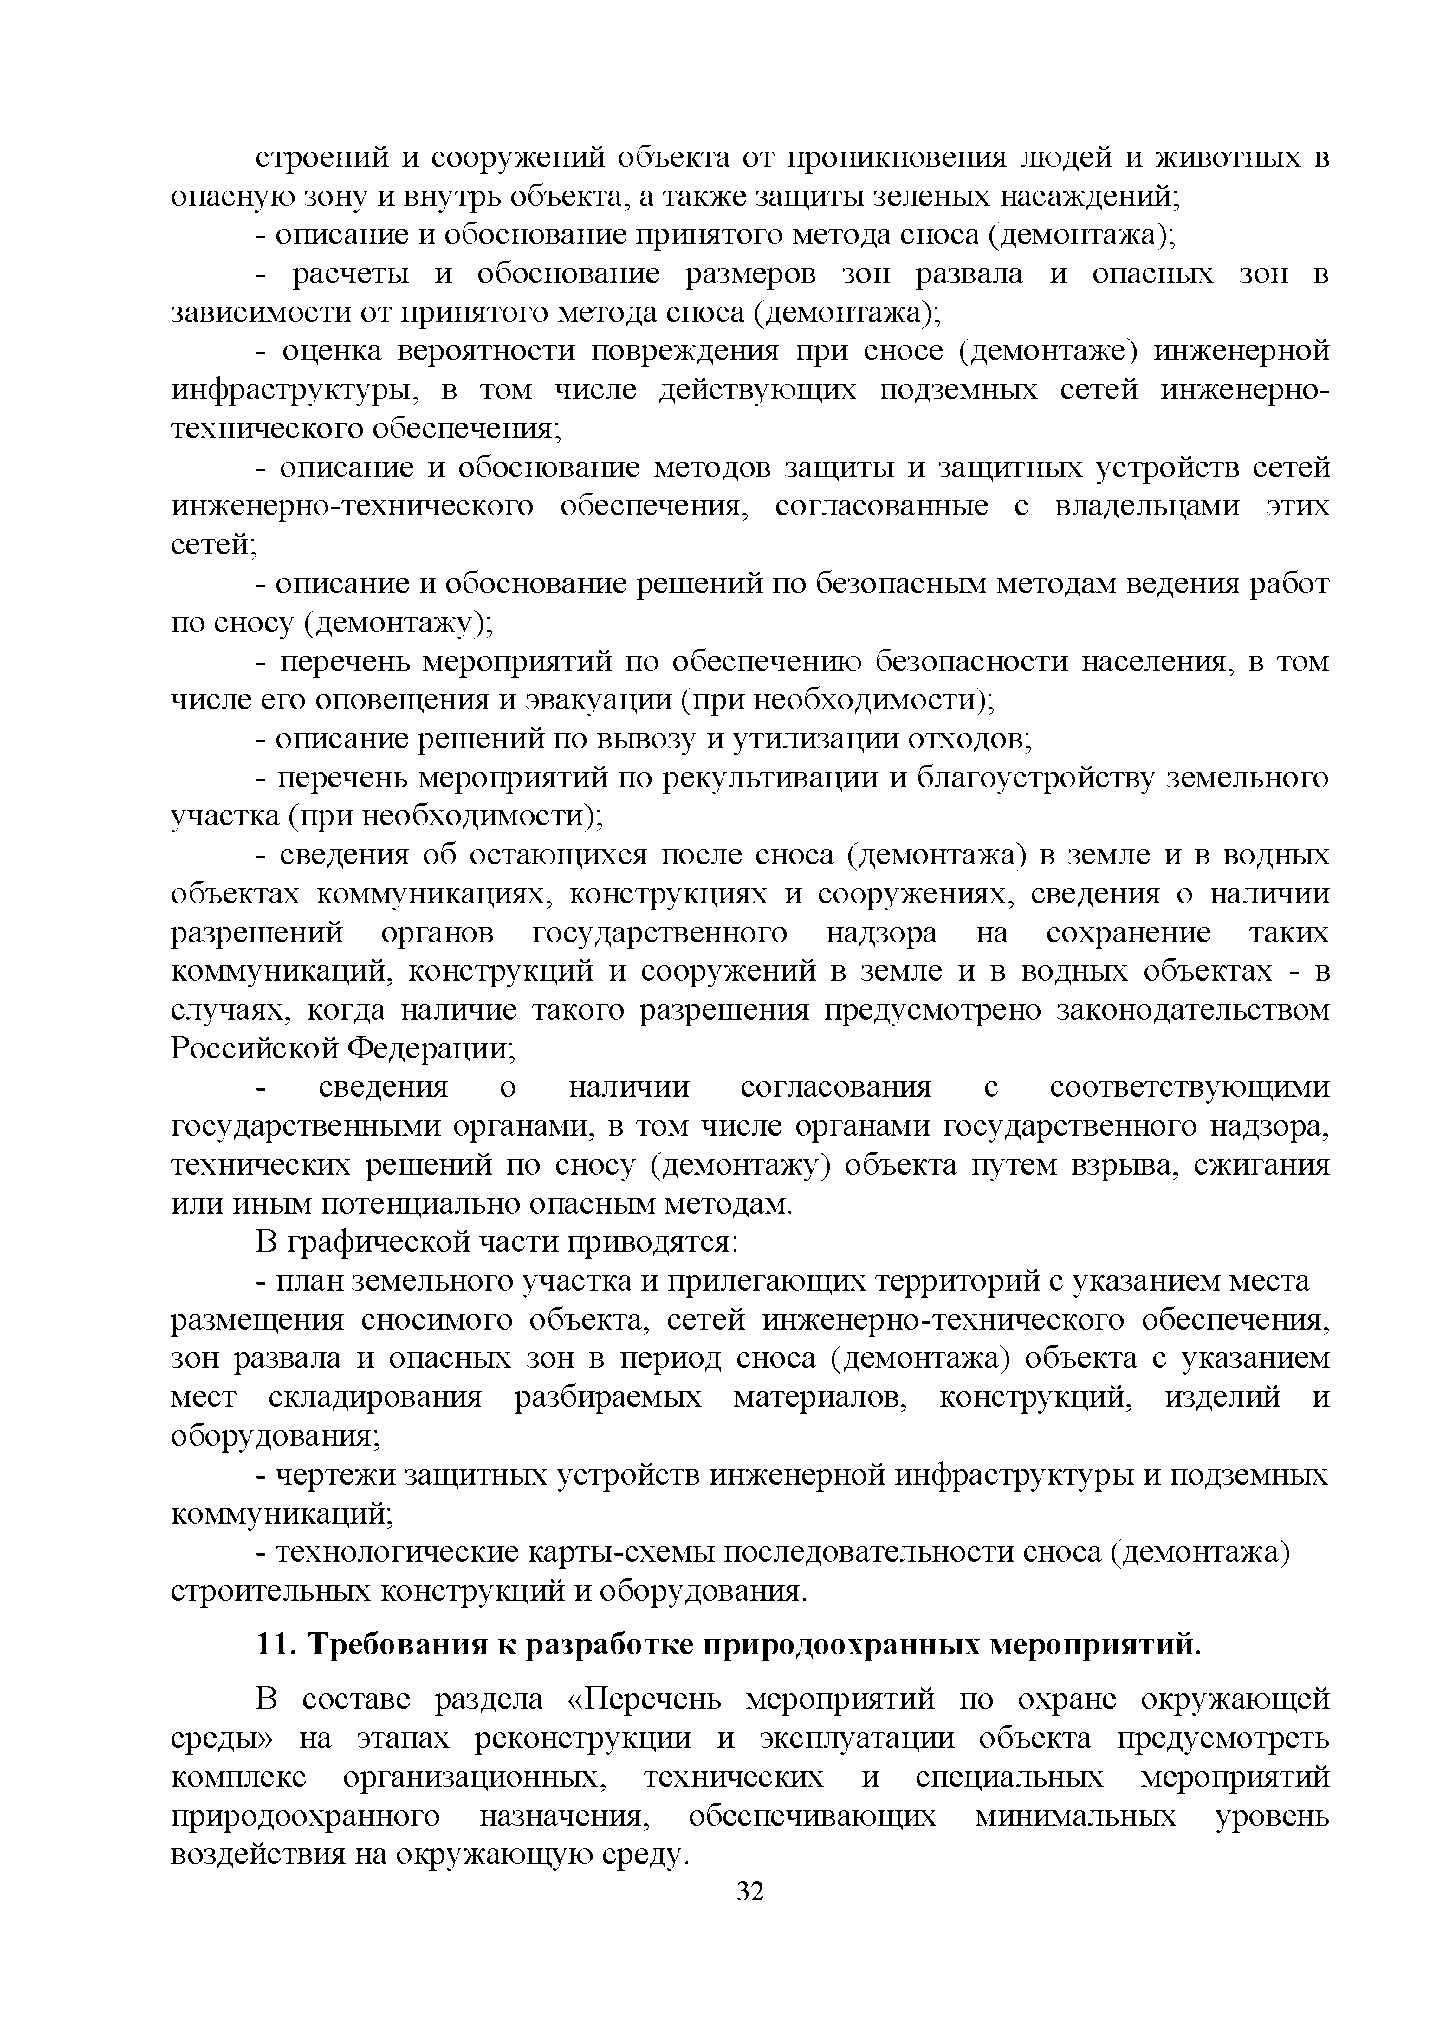 строений и сооружений объекта от проникновения людей и животных в
опасную зону и внутрь объекта, а также защиты зеленых насаждений;
- описание и обоснование принятого метода сноса (демонтажа);
- расчеты и обоснование размеров зон развала и опасных зон в
зависимости от принятого метода сноса (демонтажа);
- оценка вероятности повреждения при сносе (демонтаже) инженерной
инфраструктуры, в том числе действующих подземных сетей инженерно-
технического обеспечения;
- описание и обоснование методов защиты и защитных устройств сетей
инженерно-технического обеспечения, согласованные с владельцами этих
сетей;
- описание и обоснование решений по безопасным методам ведения работ
по сносу (демонтажу);
- перечень мероприятий по обеспечению безопасности населения, в том
числе его оповещения и эвакуации (при необходимости);
- описание решений по вывозу и утилизации отходов;
- перечень мероприятий по рекультивации и благоустройству земельного
участка (при необходимости);
- сведения об остающихся после сноса (демонтажа) в земле и в водных
объектах коммуникациях, конструкциях и сооружениях, сведения о наличии
разрешений органов государственного надзора на сохранение таких
коммуникаций, конструкций и сооружений в земле и в водных объектах - в
случаях, когда наличие такого разрешения предусмотрено законодательством
Российской Федерации;
- сведения о наличии согласования с соответствующими
государственными органами, в том числе органами государственного надзора,
технических решений по сносу (демонтажу) объекта путем взрыва, сжигания
или иным потенциально опасным методам.
В графической части приводятся:
- план земельного участка и прилегающих территорий с указанием места
размещения сносимого объекта, сетей инженерно-технического обеспечения,
зон развала и опасных зон в период сноса (демонтажа) объекта с указанием
мест складирования разбираемых материалов, конструкций, изделий и
оборудования;
- чертежи защитных устройств инженерной инфраструктуры и подземных
коммуникаций;
- технологические карты-схемы последовательности сноса (демонтажа)
строительных конструкций и оборудования.
11. Требования к разработке природоохранных мероприятий.
В составе раздела «Перечень мероприятий по охране окружающей
среды» на этапах реконструкции и эксплуатации объекта предусмотреть
комплекс организационных, технических и специальных мероприятий
природоохранного назначения, обеспечивающих минимальных уровень
воздействия на окружающую среду.
32